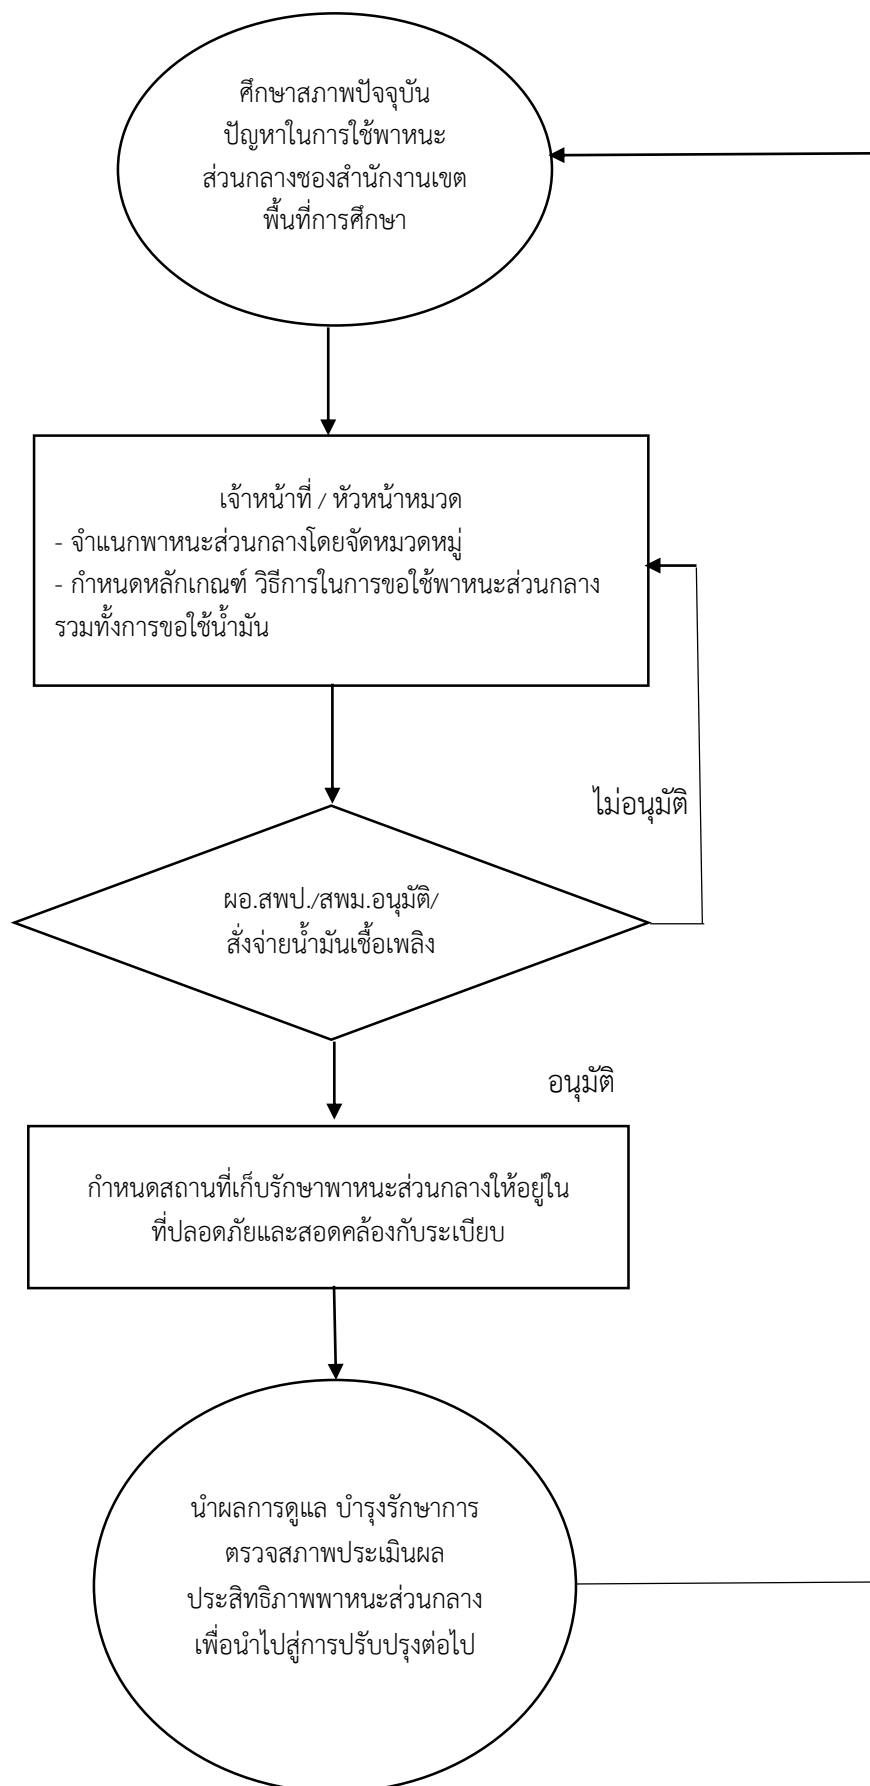 ศึกษาสภาพปัจจุบัน
ปัญหาในการใช้พาหนะ
ส่วนกลางชองสำนักงานเขต
พื้นที่การศึกษา
เจ้าหน้าที่ / หัวหน้าหมวด
- จำแนกพาหนะส่วนกลางโดยจัดหมวดหมู่
- กำหนดหลักเกณฑ์ วิธีการในการขอใช้พาหนะส่วนกลาง
รวมทั้งการขอใช้น้ำมัน
ไม่อนุมัติ
ผอ.สพป./สพม.อนุมัติ/
สั่งจ่ายน้ำมันเชื้อเพลิง
อนุมัติ
กำหนดสถานที่เก็บรักษาพาหนะส่วนกลางให้อยู่ใน
ที่ปลอดภัยและสอดคล้องกับระเบียบ
นำผลการดูแล บำรุงรักษาการ
ตรวจสภาพประเมินผล
ประสิทธิภาพพาหนะส่วนกลาง
เพื่อนำไปสู่การปรับปรุงต่อไป